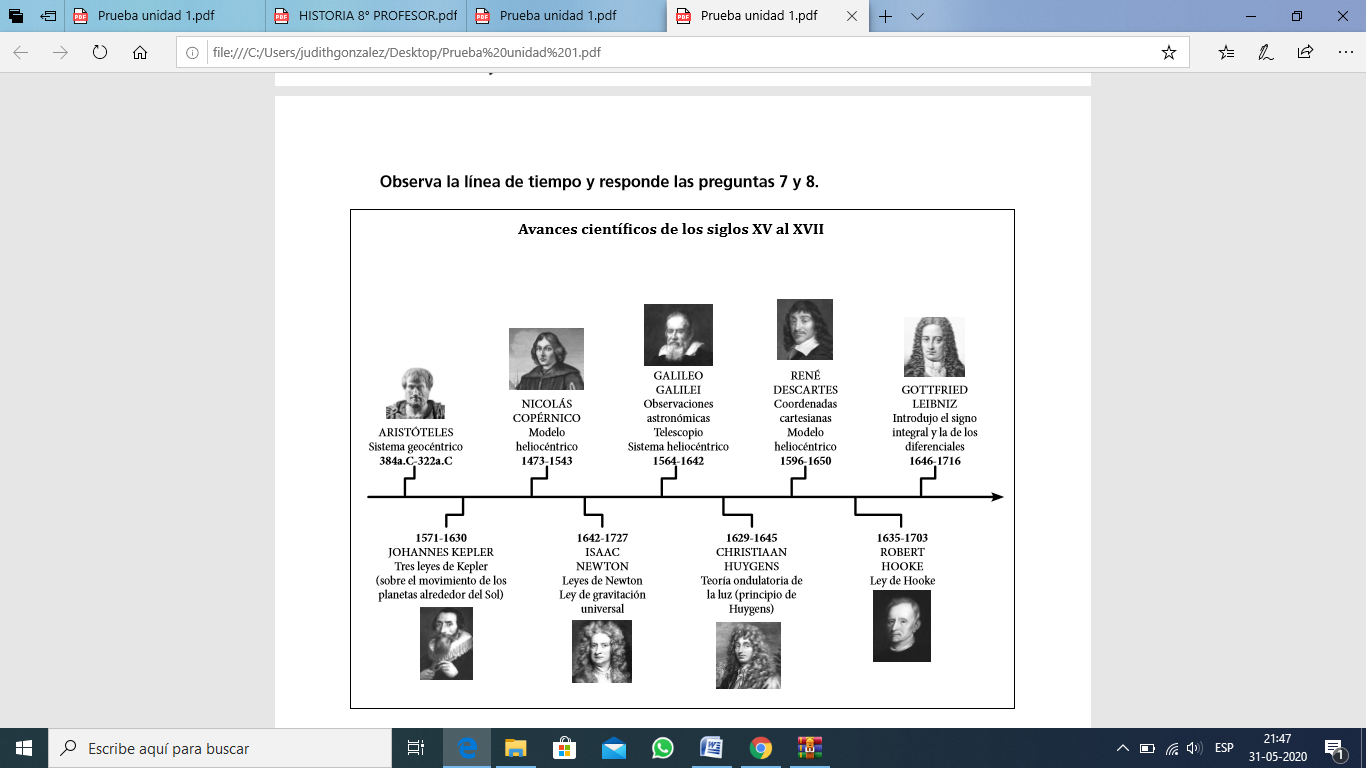 Prueba unidad 1.pdf
HISTORIA 8° PROFESOR.pdf
Prueba unidad 1.pdf
Prueba unidad 1.pdf
file:///C:/Users/judithgonzalez/Desktop/Prueba%20unidad%201.pdf
Observa la línea de tiempo y responde las preguntas 7 y 8.
Avances científicos de los siglos XV al XVII
ARISTÓTELES
Sistema geocéntrico
384a.C-322a.C
NICOLÁS
COPÉRNICO
Modelo
heliocéntrico
1473-1543
GALILEO
GALILEI
Observaciones
astronómicas
Telescopio
Sistema heliocéntrico
1564-1642
RENÉ
DESCARTES
Coordenadas
cartesianas
Modelo
heliocéntrico
1596-1650
GOTTFRIED
LEIBNIZ
Introdujo el signo
integral y la de los
diferenciales
1646-1716
1571-1630
JOHANNES KEPLER
Tres leyes de Kepler
(sobre el movimiento de los
planetas alrededor del Sol)
1642-1727
ISAAC
NEWTON
Leyes de Newton
Ley de gravitación
universal
1629-1645
CHRISTIAAN
HUYGENS
Teoría ondulatoria de
la luz (principio de
Huygens)
1635-1703
ROBERT
HOOKE
Ley de Hooke
Escribe aquí para buscar
ESP
21:47
31-05-2020
1